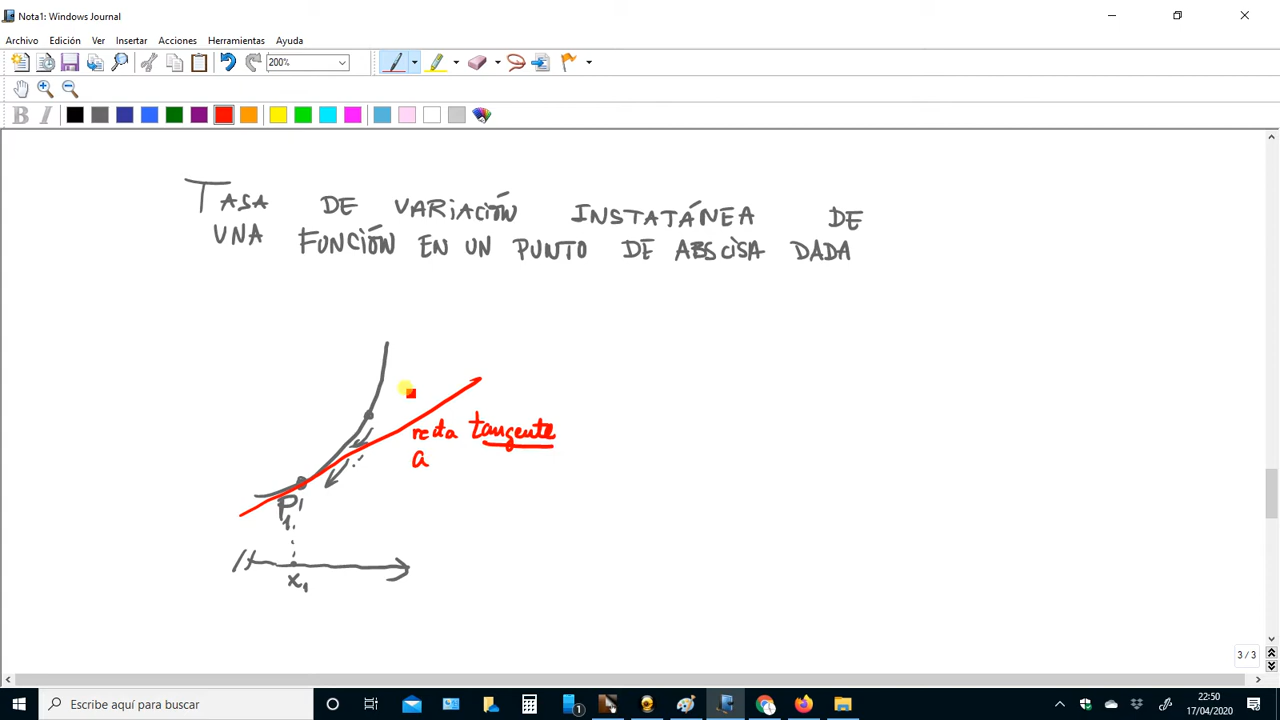 Nota1: Windows Journal
Archivo Edición Ver Insertar Acciones Herramientas Ayuda
200%
B I
TASA DE VARIACIÓN INSTATÁNEA DE
UNA FUNCIÓN EN UN PUNTO DE ABSCISA DADA
recta tangente
a
P1
x1
3 / 3
Escribe aquí para buscar
1
22:50
17/04/2020